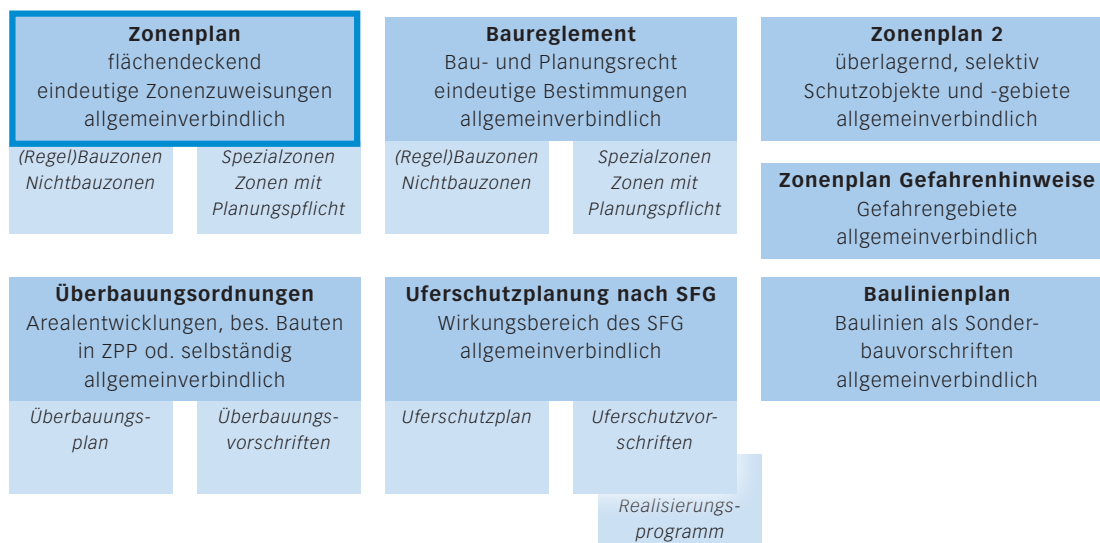 Zonenplan
flächendeckend
eindeutige Zonenzuweisungen
allgemeinverbindlich
(Regel)Bauzonen
Nichtbauzonen
Spezialzonen
Zonen mit
Planungspflicht
Baureglement
Bau- und Planungsrecht
eindeutige Bestimmungen
allgemeinverbindlich
(Regel)Bauzonen
Nichtbauzonen
Spezialzonen
Zonen mit
Planungspflicht
Zonenplan 2
überlagernd, selektiv
Schutzobjekte und -gebiete
allgemeinverbindlich
Zonenplan Gefahrenhinweise
Gefahrengebiete
allgemeinverbindlich
Überbauungsordnungen
Arealentwicklungen, bes. Bauten
in ZPP od. selbständig
allgemeinverbindlich
Überbauungs-
plan
Überbauungs-
vorschriften
Uferschutzplanung nach SFG
Wirkungsbereich des SFG
allgemeinverbindlich
Uferschutzplan
Uferschutzvor-
schriften
Realisierungs-
programm
Baulinienplan
Baulinien als Sonder-
bauvorschriften
allgemeinverbindlich